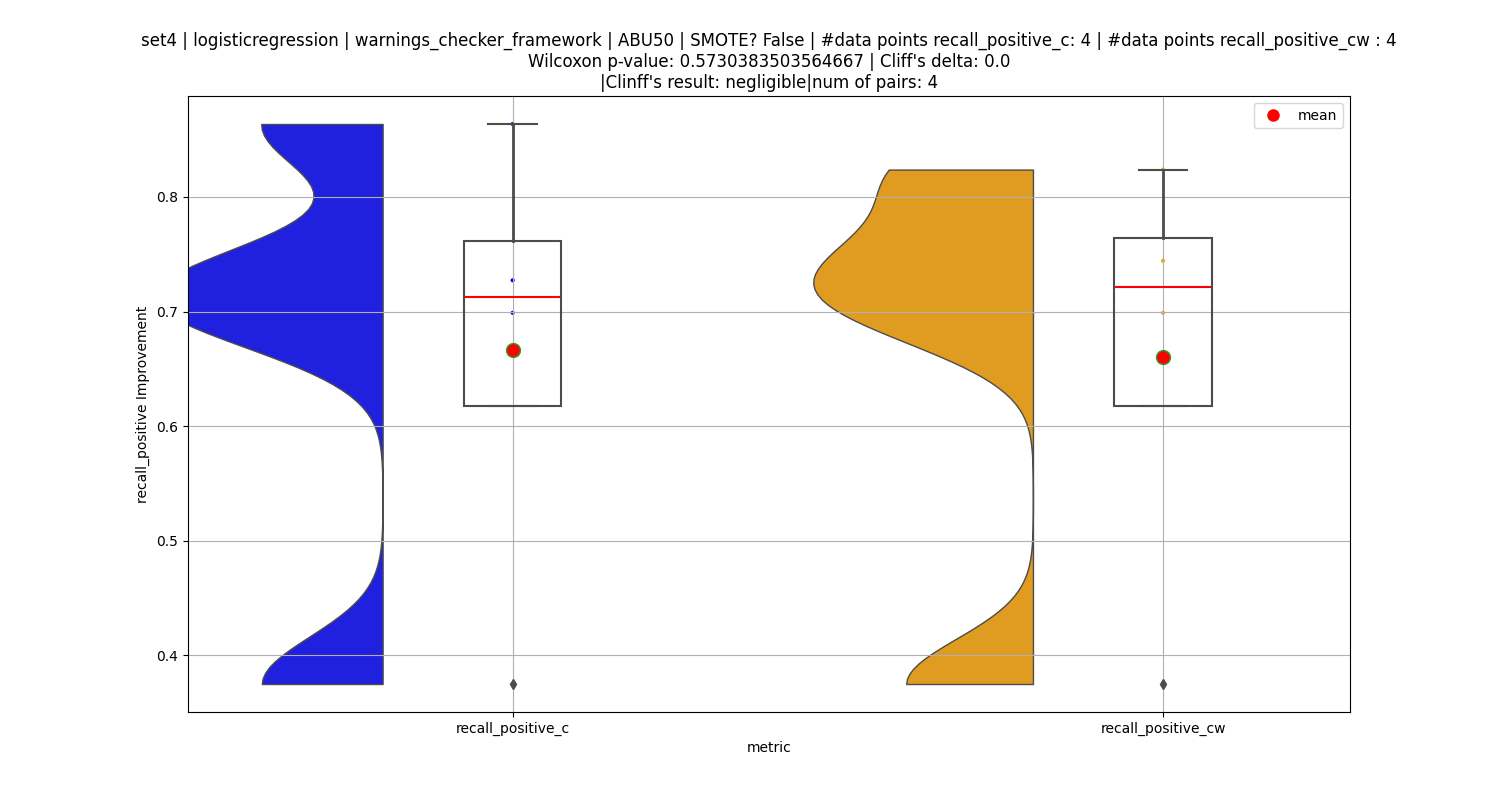 set4 | logisticregression | warnings_checker_framework | ABU50 | SMOTE? False | #data points recall_positive_c: 4 | #data points recall_positive_cw : 4
Wilcoxon p-value: 0.5730383503564667 | Cliff's delta: 0.0
|Clinff's result: negligible|num of pairs: 4
mean
0.8
0.7
0.6
0.5
0.4
recall_positive Improvement
recall_positive_c
recall_positive_cw
metric